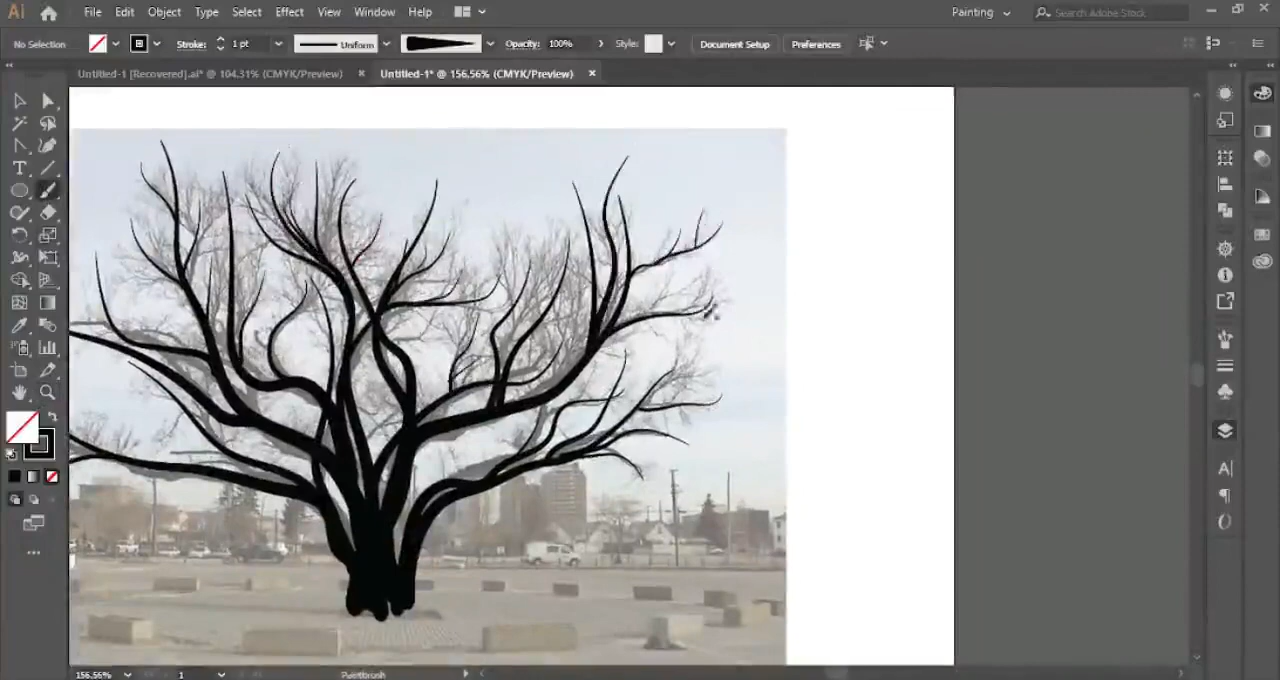 Ai File Edit Object Type Select Effect View Window Help Painting Search Adobe Stock
No Selection Stroke: 1 pt Uniform Opacity: 100% Style: Document Setup Preferences
Untitled-1 [Recovered].ai* @ 104.31% (CMYK/Preview) Untitled-1* @ 156.56% (CMYK/Preview)
156.56% 1 Paintbrush